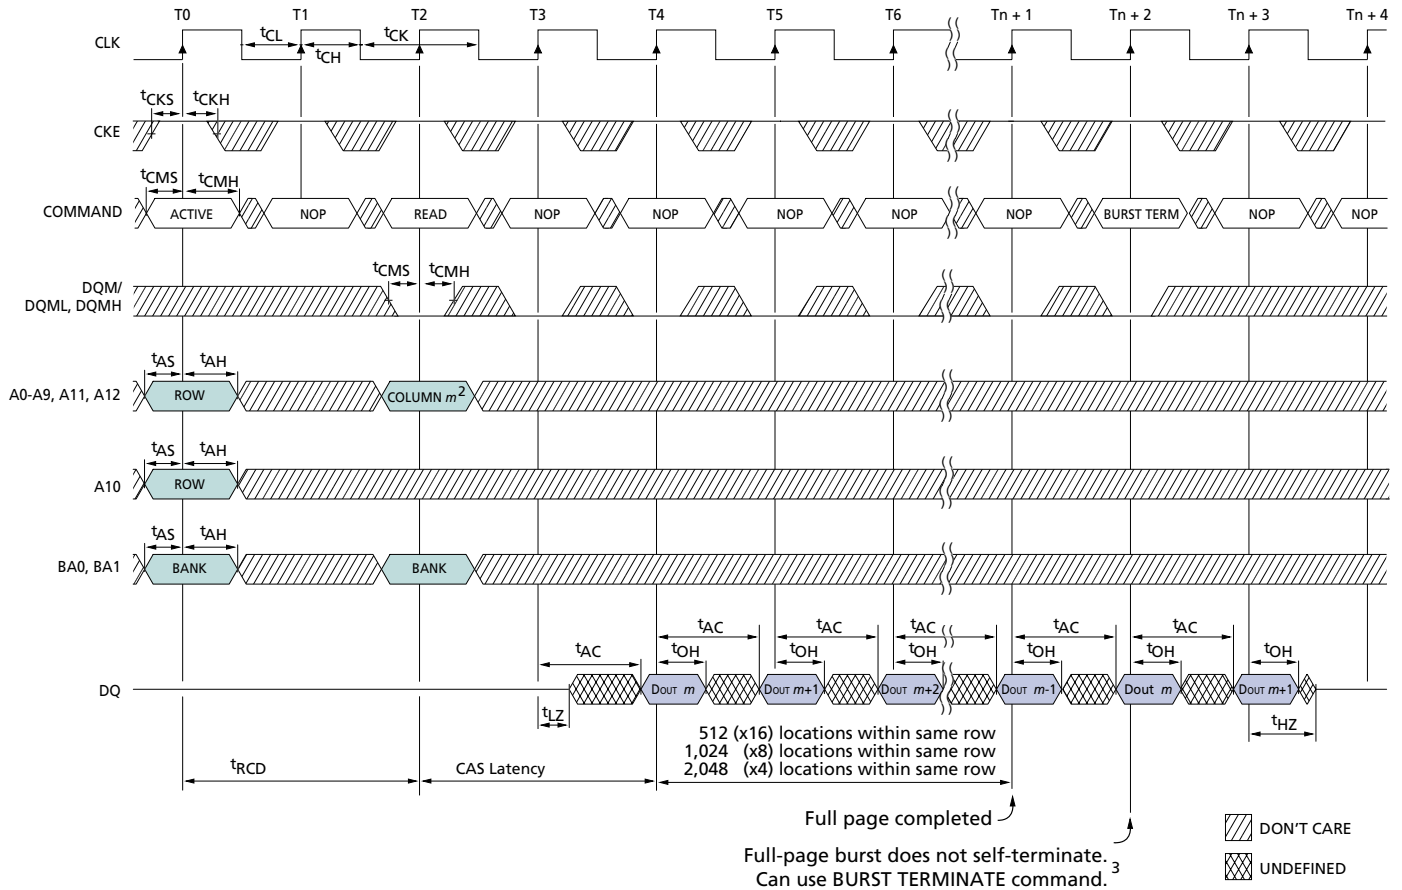 T0 T1 T2 T3 T4 T5 T6 Tn + 1 Tn + 2 Tn + 3 Tn + 4
CLK
tCL tCK
tCH
tCKS tCKH
CKE
tCMS tCMH
COMMAND ACTIVE NOP READ NOP NOP NOP NOP NOP BURST TERM NOP NOP
tCMS tCMH
DQM/
DQML, DQMH
tAS tAH
A0-A9, A11, A12 ROW COLUMN m2
tAS tAH
A10 ROW
tAS tAH
BA0, BA1 BANK BANK
tAC tAC tAC tAC tAC
tAC tOH tOH tOH tOH tOH tOH
DQ DOUT m DOUT m+1 DOUT m+2 DOUT m-1 Dout m DOUT m+1
tLZ tHZ
512 (x16) locations within same row
1,024 (x8) locations within same row
2,048 (x4) locations within same row
tRCD CAS Latency
Full page completed
Full-page burst does not self-terminate. 3
Can use BURST TERMINATE command.
DON'T CARE
UNDEFINED